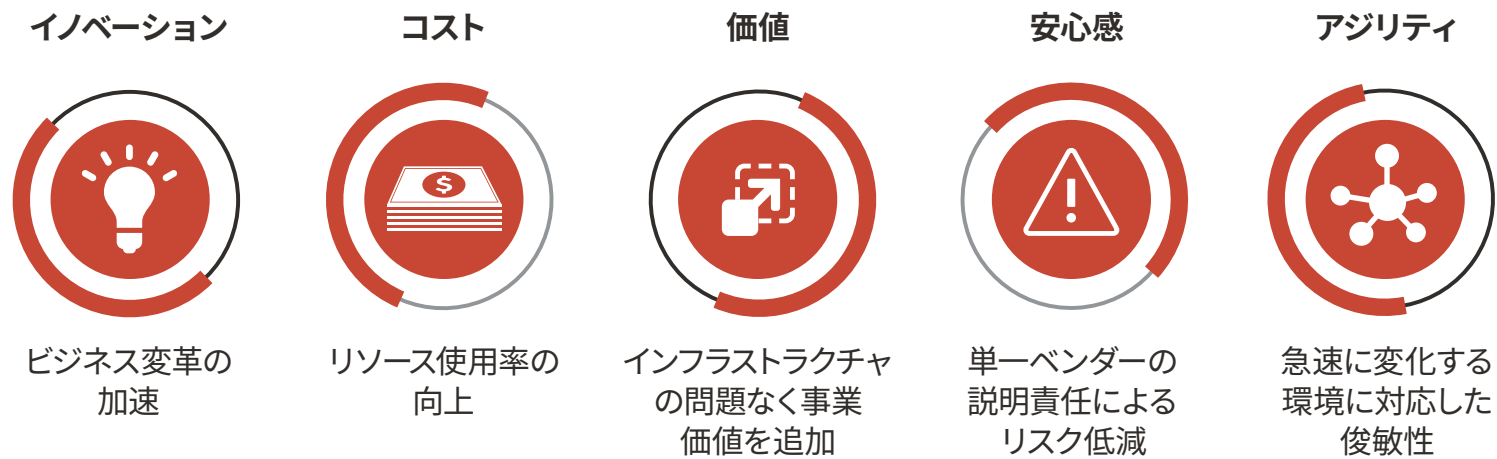 イノベーション
ビジネス変革の
加速
コスト
$
リソース使用率の
向上
価値
インフラストラクチャ
の問題なく事業
価値を追加
安心感
単一ベンダーの
説明責任による
リスク低減
アジリティ
急速に変化する
環境に対応した
俊敏性